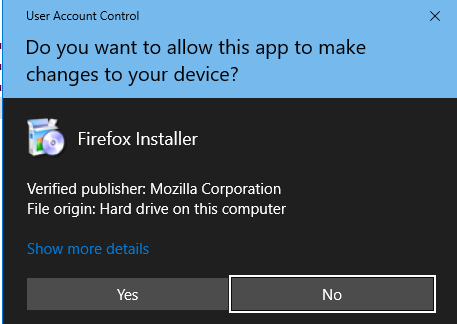 User Account Control
Do you want to allow this app to make
changes to your device?
Firefox Installer
Verified publisher: Mozilla Corporation
File origin: Hard drive on this computer
Show more details
Yes
No